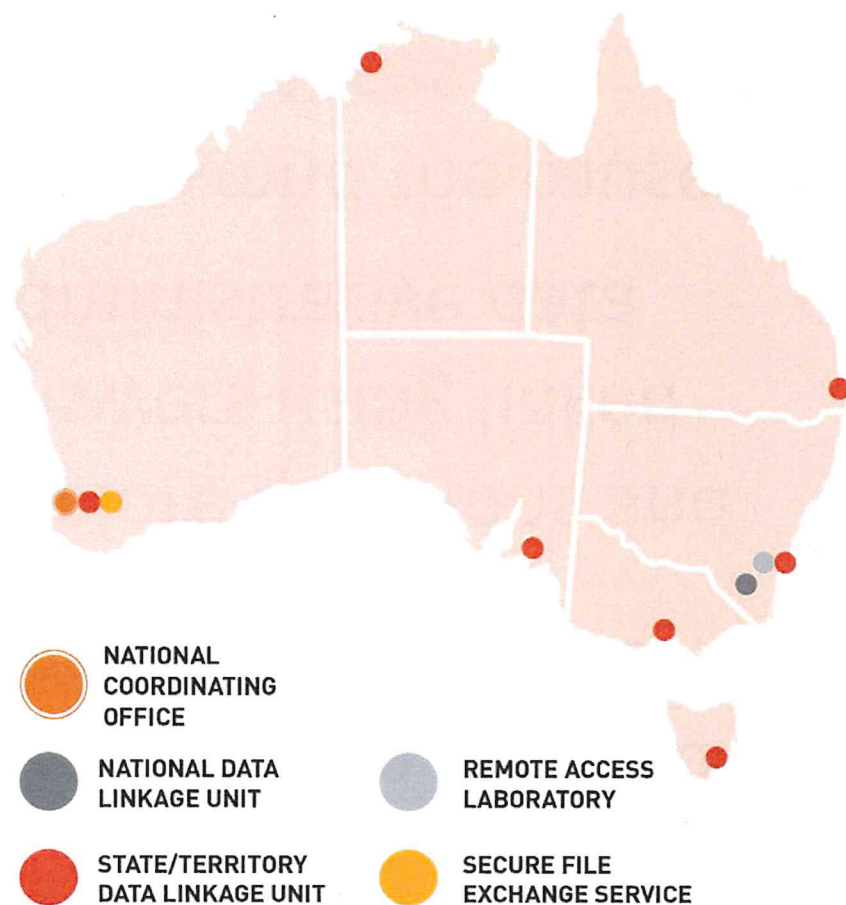 NATIONAL
COORDINATING
OFFICE
NATIONAL DATA
LINKAGE UNIT
REMOTE ACCESS
LABORATORY
STATE/TERRITORY
DATA LINKAGE UNIT
SECURE FILE
EXCHANGE SERVICE